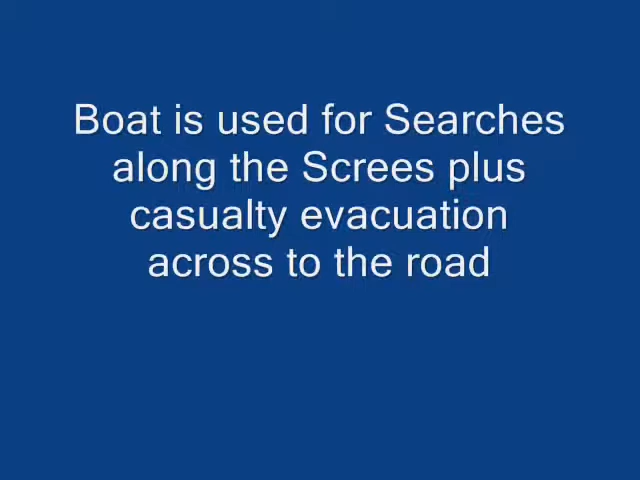 Boat is used for Searches
along the Screes plus
casualty evacuation
across to the road